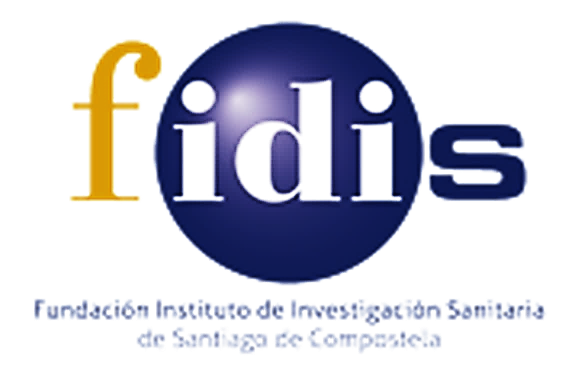 fidis
Fundación Instituto de Investigación Sanitaria
de Santiago de Compostela